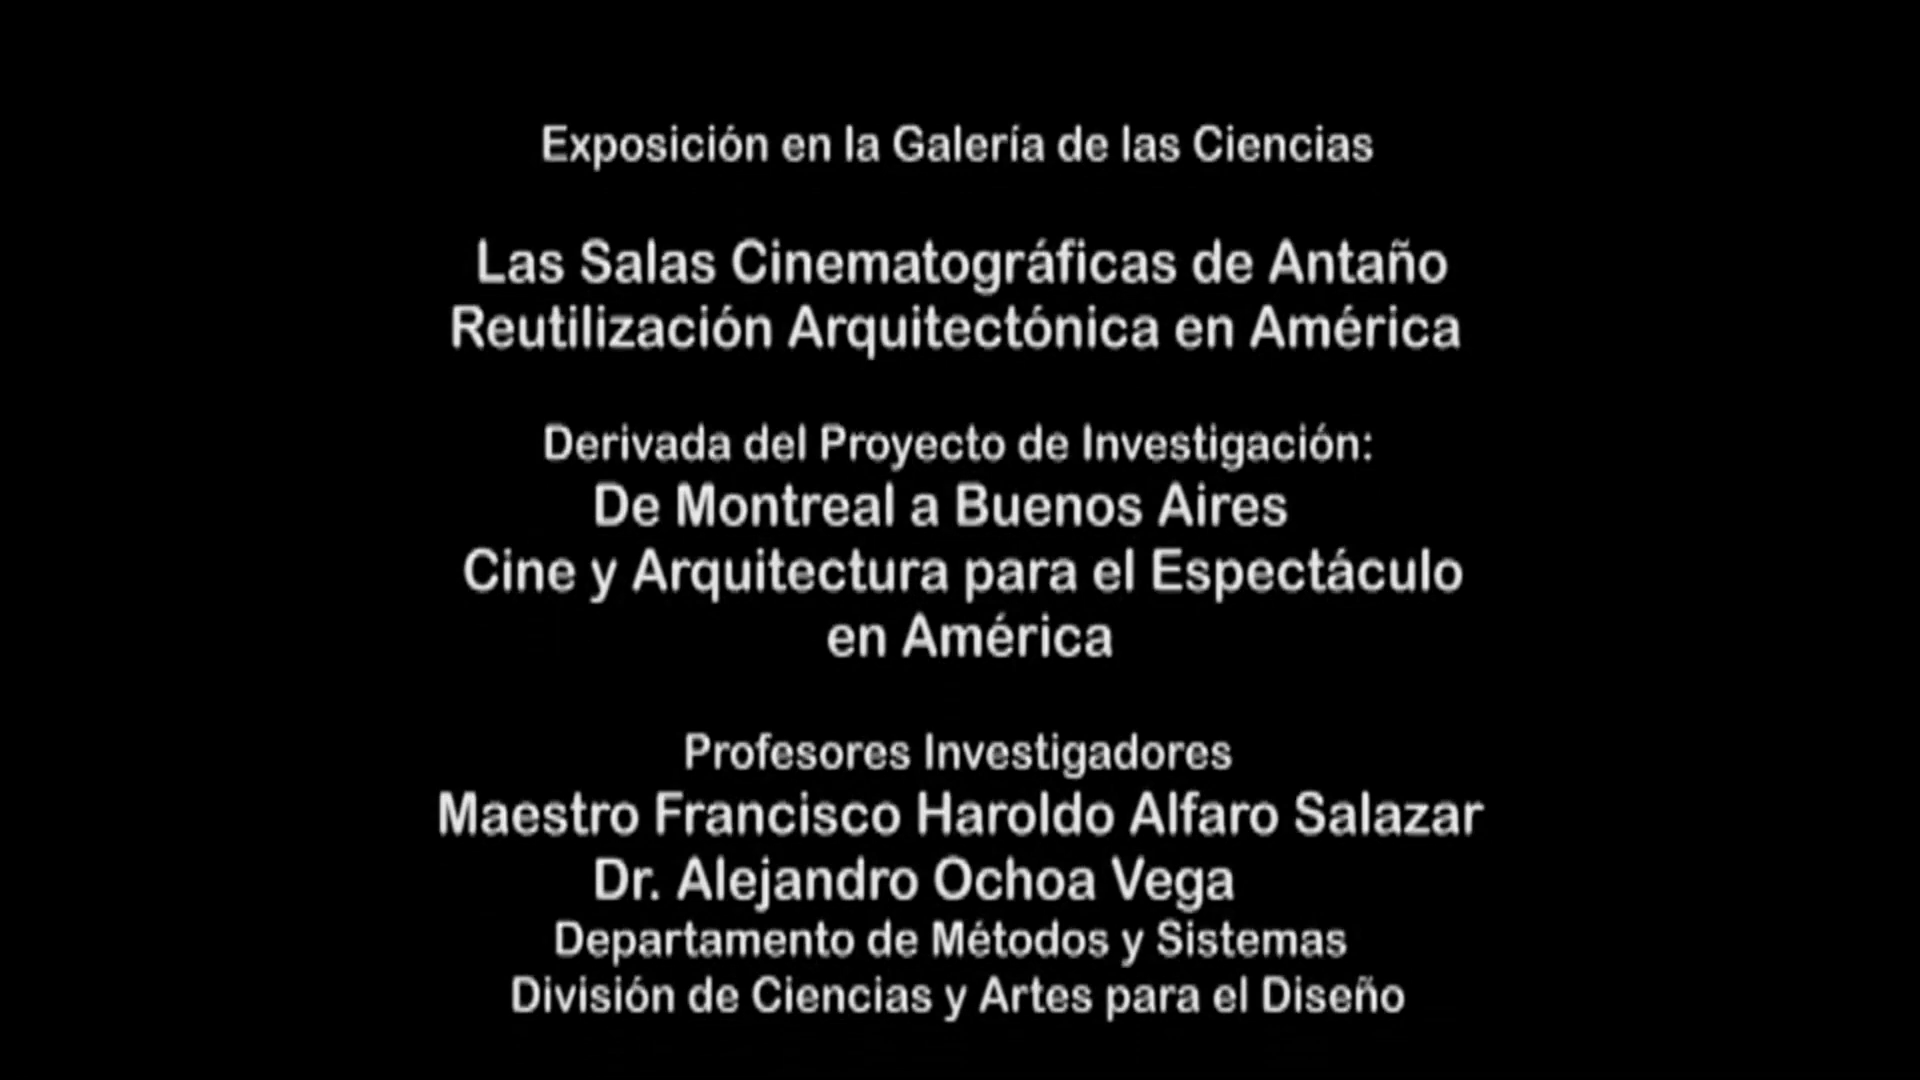 Exposición en la Galería de las Ciencias
Las Salas Cinematográficas de Antaño
Reutilización Arquitectónica en América
Derivada del Proyecto de Investigación:
De Montreal a Buenos Aires
Cine y Arquitectura para el Espectáculo
en América
Profesores Investigadores
Maestro Francisco Haroldo Alfaro Salazar
Dr. Alejandro Ochoa Vega
Departamento de Métodos y Sistemas
División de Ciencias y Artes para el Diseño